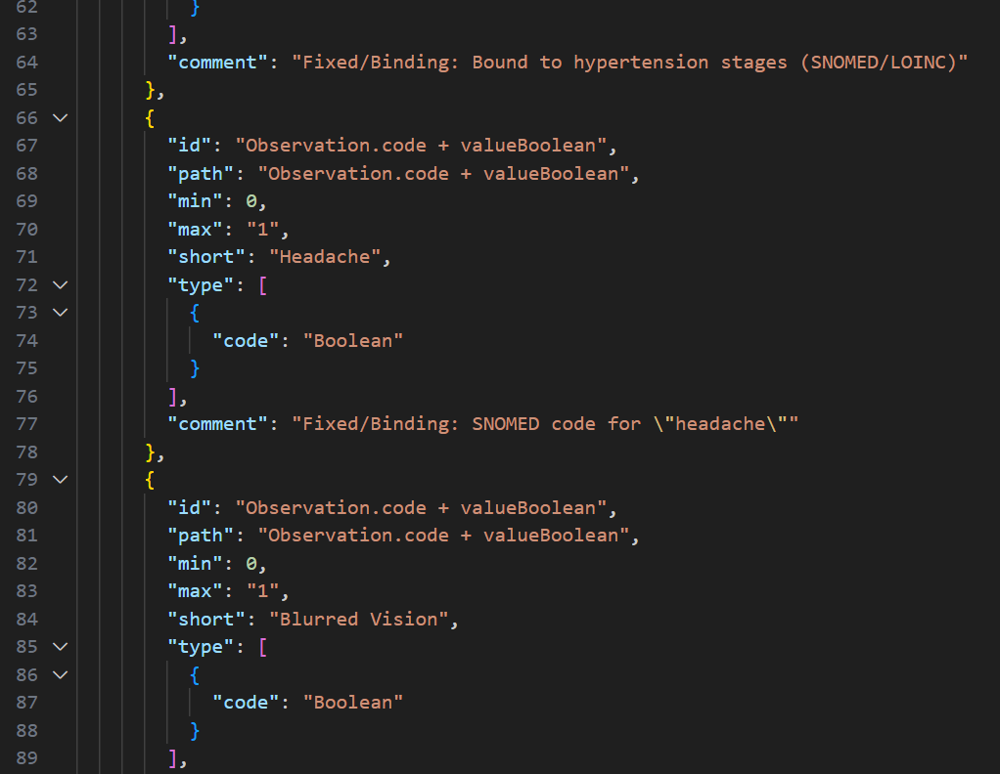 62 }
63 ],
64 "comment": "Fixed/Binding: Bound to hypertension stages (SNOMED/LOINC)"
65 },
66 {
67 "id": "Observation.code + valueBoolean",
68 "path": "Observation.code + valueBoolean",
69 "min": 0,
70 "max": "1",
71 "short": "Headache",
72 "type": [
73 {
74 "code": "Boolean"
75 }
76 ],
77 "comment": "Fixed/Binding: SNOMED code for \"headache\""
78 },
79 {
80 "id": "Observation.code + valueBoolean",
81 "path": "Observation.code + valueBoolean",
82 "min": 0,
83 "max": "1",
84 "short": "Blurred Vision",
85 "type": [
86 {
87 "code": "Boolean"
88 }
89 ],